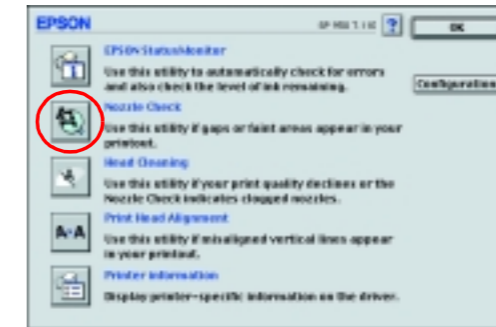 EPSON
?
OK
EPSON StatusMonitor
Use this utility to automatically check for errors
and also check the level of ink remaining.
Configuration
Nozzle Check
Use this utility if gaps or faint areas appear in your
printout.
Head Cleaning
Use this utility if your print quality declines or the
Nozzle Check indicates clogged nozzles.
Print Head Alignment
A-A
Use this utility if misaligned vertical lines appear
in your printout.
Printer information
Display printer-specific information on the driver.